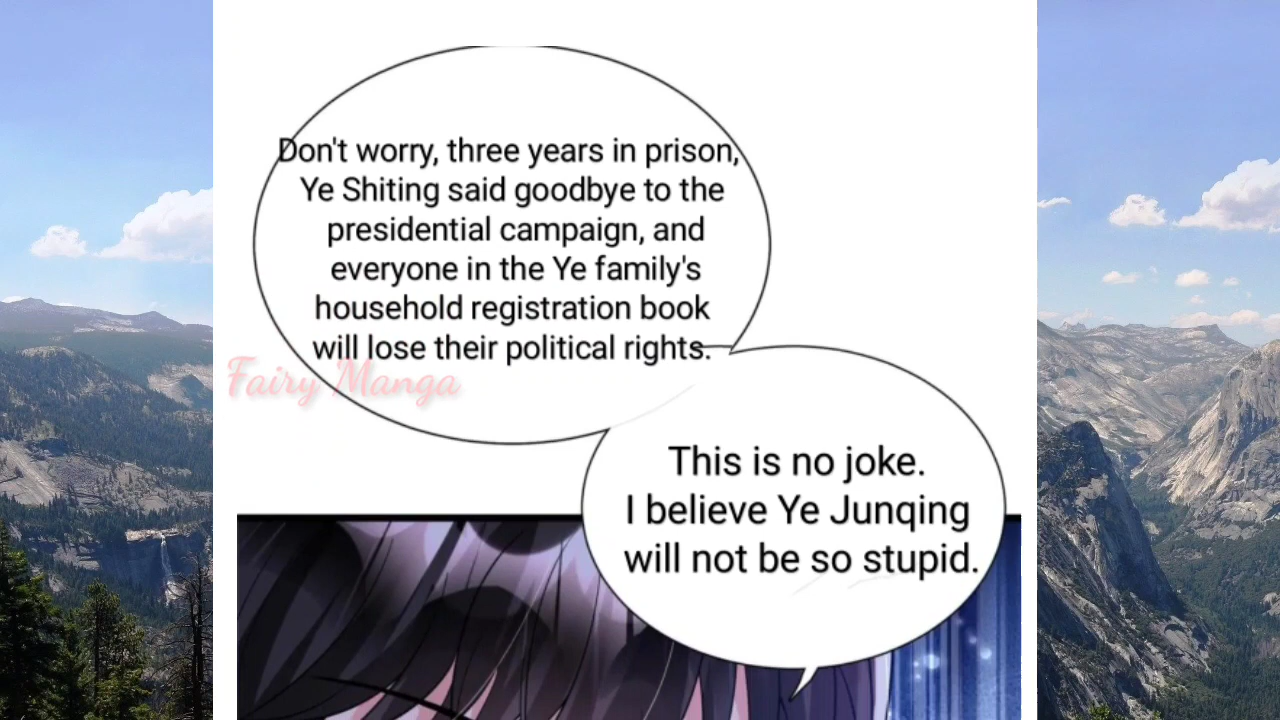 Don't worry, three years in prison,
Ye Shiting said goodbye to the
presidential campaign, and
everyone in the Ye family's
household registration book
will lose their political rights.
Fairy Manga
This is no joke.
I believe Ye Junqing
will not be so stupid.